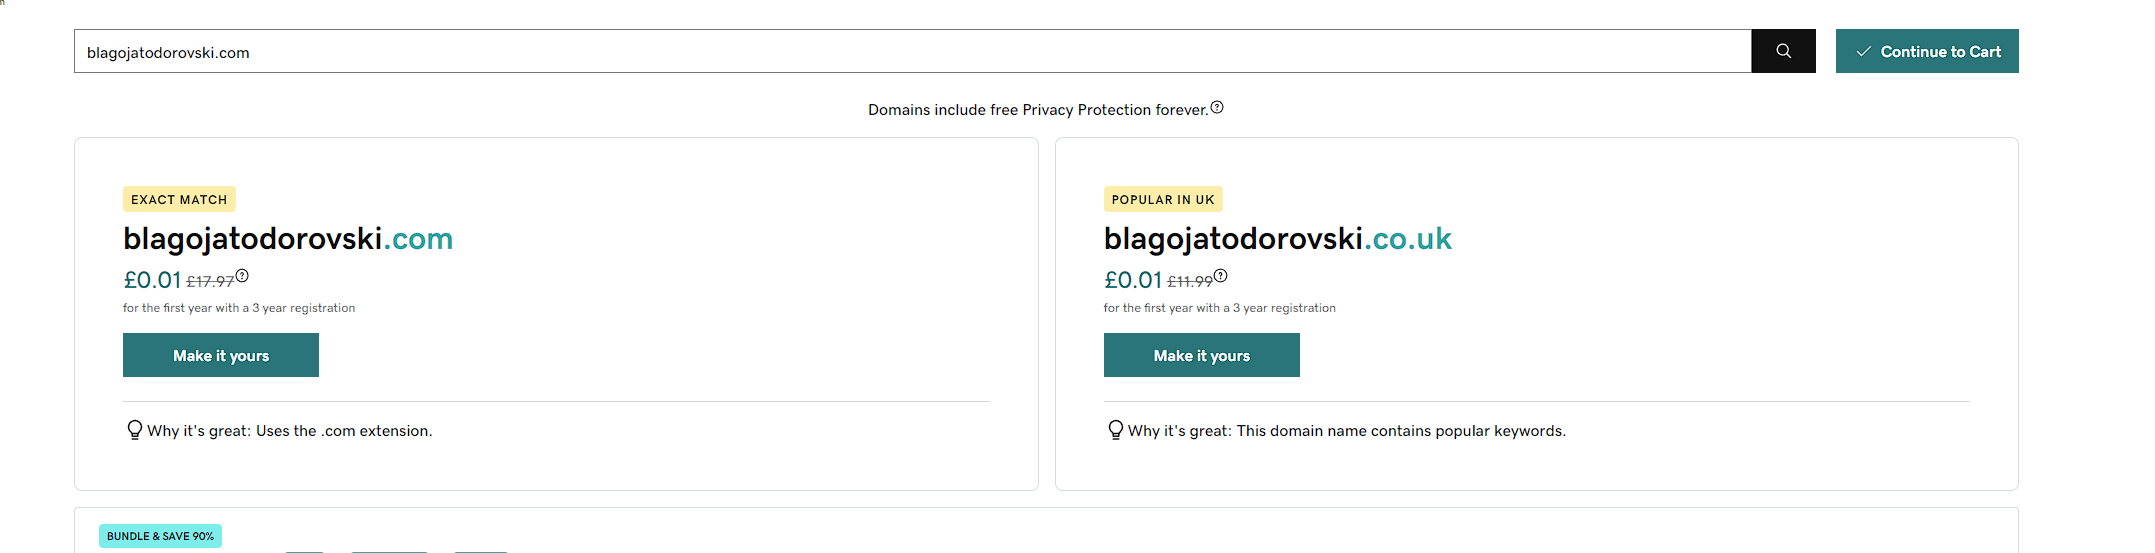 blagojatodorovski.com
Continue to Cart
Domains include free Privacy Protection forever.
EXACT MATCH
blagojatodorovski.com
£0.01 £17.97
for the first year with a 3 year registration
Make it yours
Why it's great: Uses the .com extension.
POPULAR IN UK
blagojatodorovski.co.uk
£0.01 £11.99
for the first year with a 3 year registration
Make it yours
Why it's great: This domain name contains popular keywords.
BUNDLE & SAVE 90%